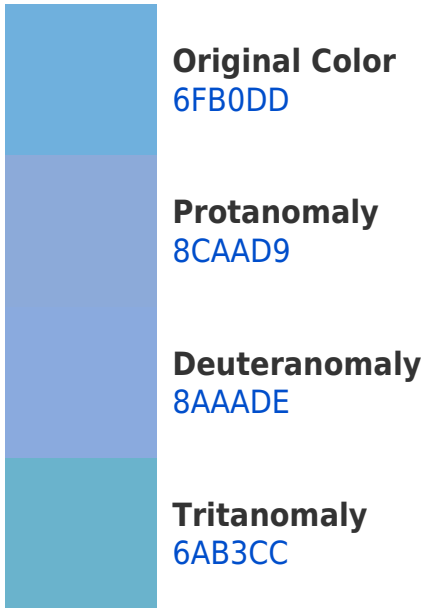 Original Color
6FB0DD
Protanomaly
8CAAD9
Deuteranomaly
8AAADE
Tritanomaly
6AB3CC